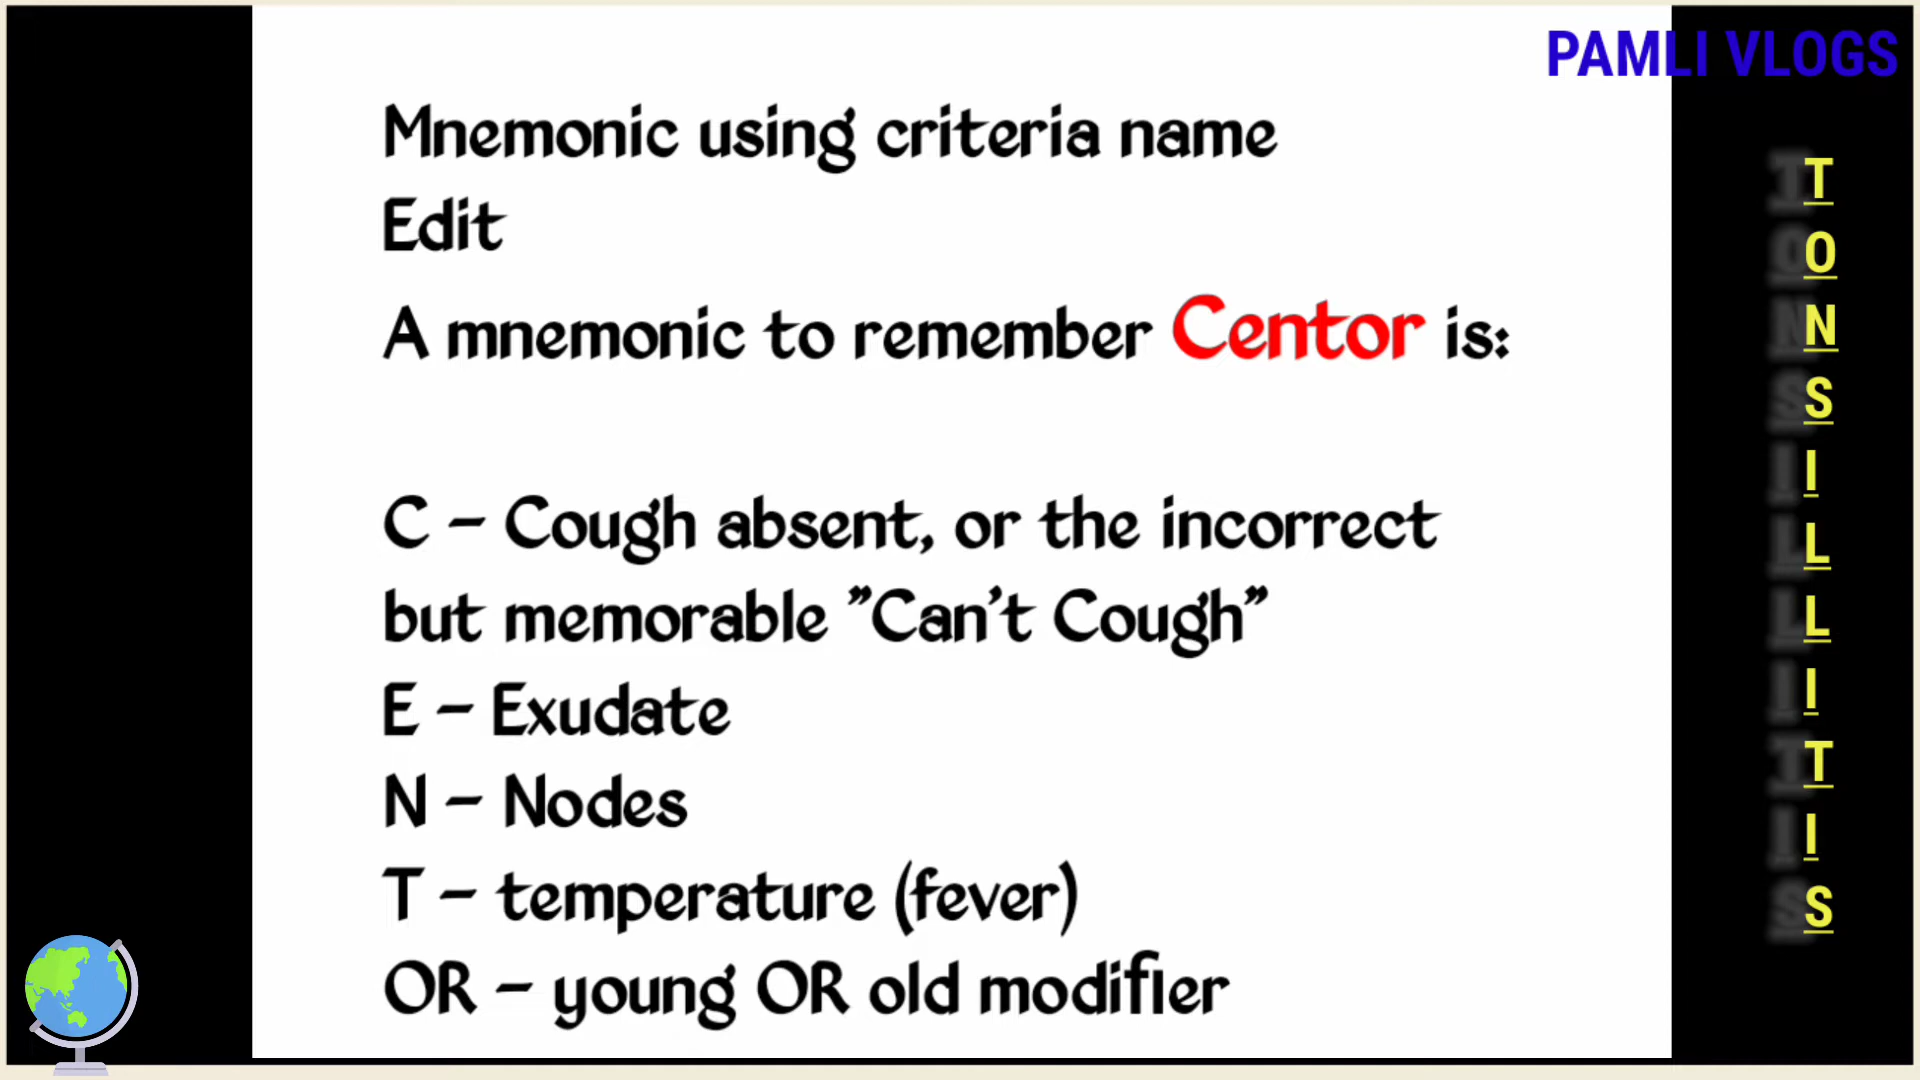 PAMLI VLOGS
Mnemonic using criteria name
Edit
A mnemonic to remember Centor is:
C – Cough absent, or the incorrect
but memorable "Can't Cough"
E – Exudate
N – Nodes
T – temperature (fever)
OR – young OR old modifier
TONSILLITIS